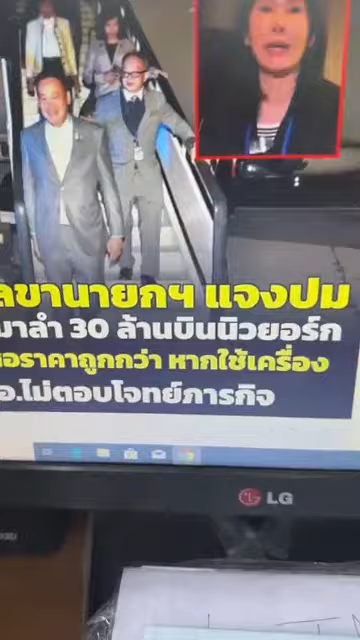 ลขานายกฯ แจงปม
มาลำ 30 ล้านบินนิวยอร์ก
อราคาถูกกว่า หากใช้เครื่อง
อ.ไม่ตอบโจทย์ภารกิจ
LG